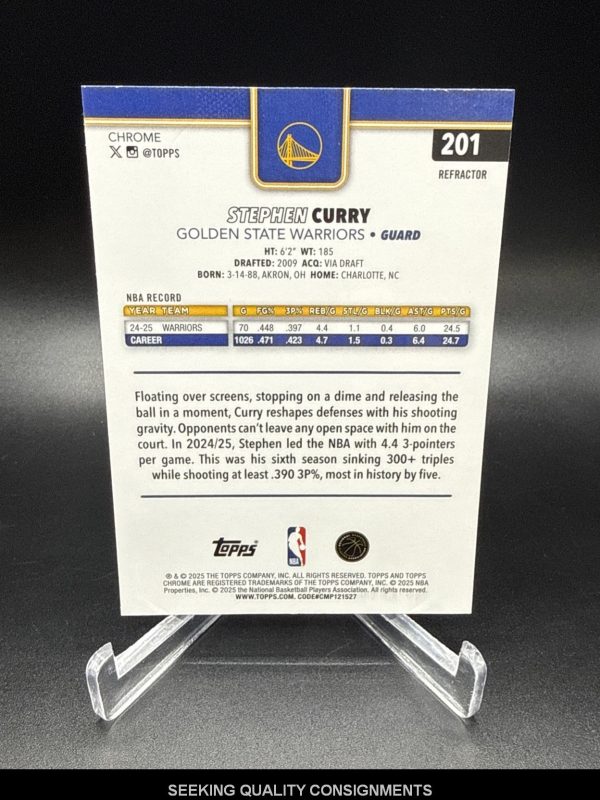 CHROME
X @TOPPS
201
REFRACTOR
STEPHEN CURRY
GOLDEN STATE WARRIORS • GUARD
HT: 6'2" WT: 185
DRAFTED: 2009 ACQ: VIA DRAFT
BORN: 3-14-88, AKRON, OH HOME: CHARLOTTE, NC
NBA RECORD
YEAR TEAM G FG% 3P% REB/G STL/G BLK/G AST/G PTS/G
24-25 WARRIORS 70 .448 .397 4.4 1.1 0.4 6.0 24.5
CAREER 1026 .471 .423 4.7 1.5 0.3 6.4 24.7
Floating over screens, stopping on a dime and releasing the
ball in a moment, Curry reshapes defenses with his shooting
gravity. Opponents can't leave any open space with him on the
court. In 2024/25, Stephen led the NBA with 4.4 3-pointers
per game. This was his sixth season sinking 300+ triples
while shooting at least .390 3P%, most in history by five.
TOPPS
NBA
® & © 2025 THE TOPPS COMPANY, INC. ALL RIGHTS RESERVED. TOPPS AND TOPPS
CHROME ARE REGISTERED TRADEMARKS OF THE TOPPS COMPANY, INC. © 2025 NBA
Properties, Inc. © 2025 the National Basketball Players Association. All rights reserved.
WWW.TOPPS.COM. CODE#CMP121527
SEEKING QUALITY CONSIGNMENTS